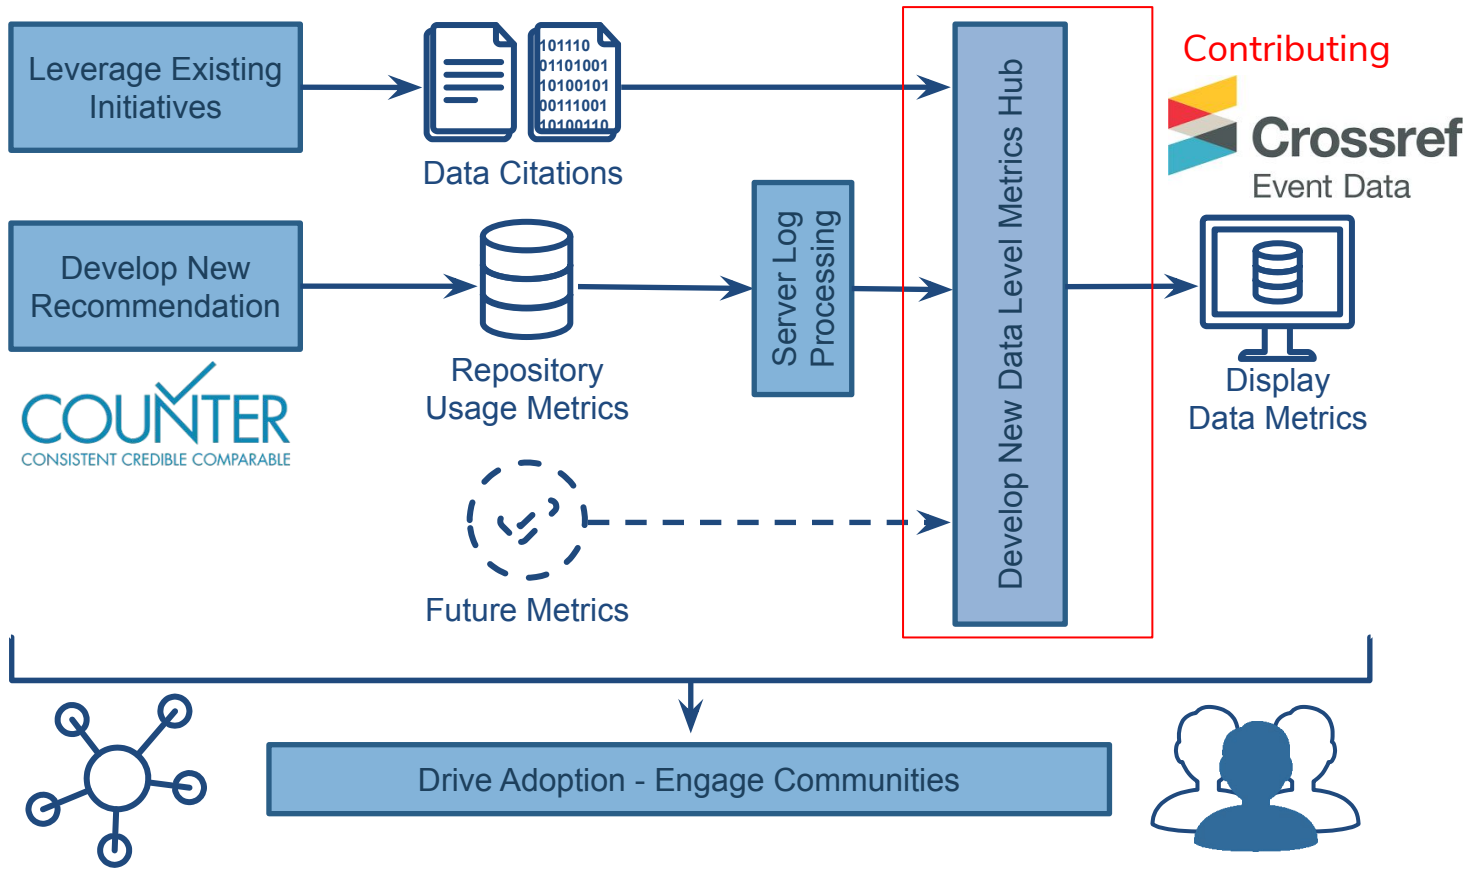 Leverage Existing
Initiatives
101110
01101001
10100101
00111001
10100110
Data Citations
Develop New
Recommendation
COUNTER
CONSISTENT CREDIBLE COMPARABLE
Repository
Usage Metrics
Server Log
Processing
Future Metrics
Develop New Data Level Metrics Hub
Contributing
Crossref
Event Data
Display
Data Metrics
Drive Adoption - Engage Communities